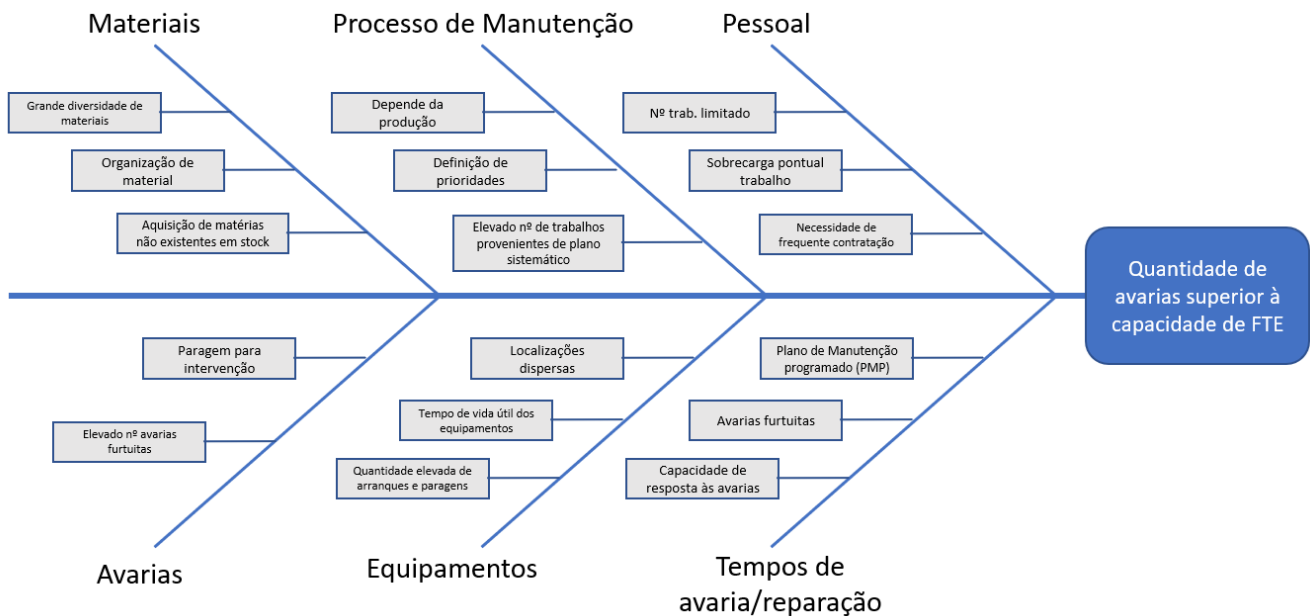 Materiais
Processo de Manutenção
Pessoal
Grande diversidade de
materiais
Organização de
material
Aquisição de matérias
não existentes em stock
Depende da
produção
Definição de
prioridades
Elevado nº de trabalhos
provenientes de plano
sistemático
Nº trab. limitado
Sobrecarga pontual
trabalho
Necessidade de
frequente contratação
Quantidade de
avarias superior à
capacidade de FTE
Paragem para
intervenção
Elevado nº avarias
furtuitas
Localizações
dispersas
Tempo de vida útil dos
equipamentos
Quantidade elevada de
arranques e paragens
Plano de Manutenção
programado (PMP)
Avarias furtuitas
Capacidade de
resposta às avarias
Avarias
Equipamentos
Tempos de
avaria/reparação